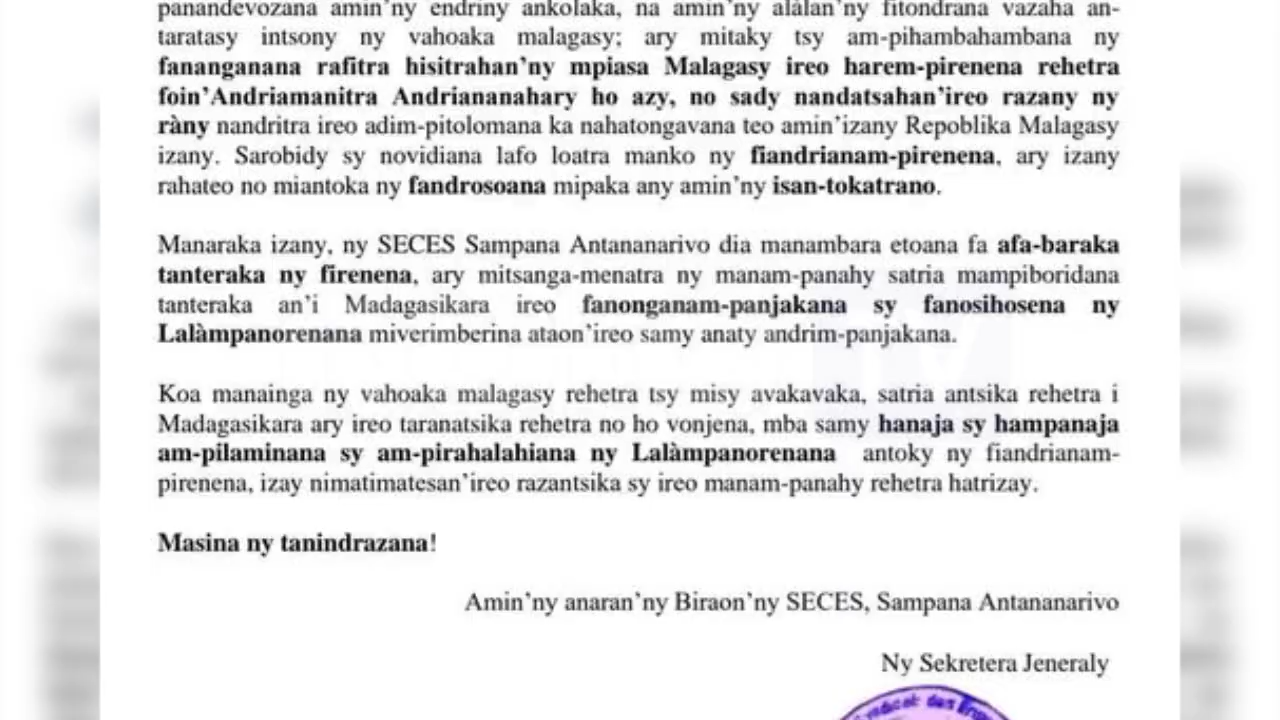 panandevozana amin’ny endriny ankolaka, na amin’ny alàlan’ny fitondrana vazaha an-
taratasy intsony ny vahoaka malagasy; ary mitaky tsy am-pihambahambana ny
fananganana rafitra hisitrahan’ny mpiasa Malagasy ireo harem-pirenena rehetra
foin’Andriamanitra Andriananahary ho azy, no sady nandatsahan’ireo razany ny
ràny nandritra ireo adim-pitolomana ka nahatongavana teo amin’izany Repoblika Malagasy
izany. Sarobidy sy novidiana lafo loatra manko ny fiandrianam-pirenena, ary izany
rahateo no miantoka ny fandrosoana mipaka any amin’ny isan-tokatrano.
Manaraka izany, ny SECES Sampana Antananarivo dia manambara etoana fa afa-baraka
tanteraka ny firenena, ary mitsanga-menatra ny manam-panahy satria mampiboridana
tanteraka an’i Madagasikara ireo fanonganam-panjakana sy fanosihosena ny
Lalàmpanorenana miverimberina ataon’ireo samy anaty andrim-panjakana.
Koa manainga ny vahoaka malagasy rehetra tsy misy avakavaka, satria antsika rehetra i
Madagasikara ary ireo taranatsika rehetra no ho vonjena, mba samy hanaja sy hampanaja
am-pilaminana sy am-pirahalahiana ny Lalàmpanorenana antoky ny fiandrianam-
pirenena, izay nimatimatesan’ireo razantsika sy ireo manam-panahy rehetra hatrizay.
Masina ny tanindrazana!
Amin’ny anaran’ny Biraon’ny SECES, Sampana Antananarivo
Ny Sekretera Jeneraly
Syndicat des